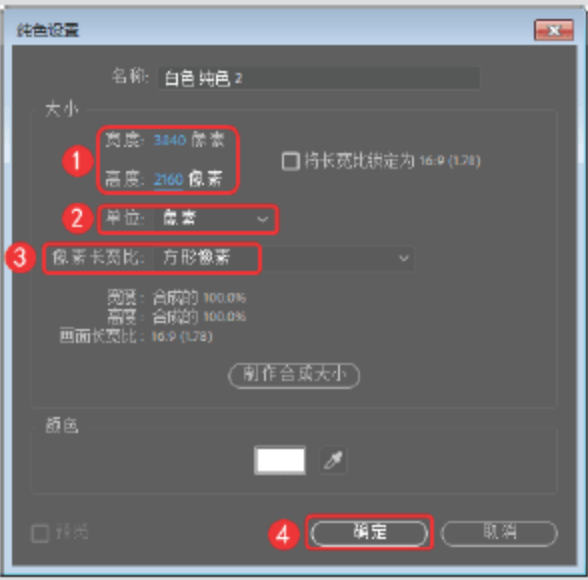 纯色设置
名称: 白色 纯色 2
大小
宽度: 3840 像素
1
高度: 2160 像素
将长宽比锁定为 16:9 (1.78)
2 单位: 像素
3 像素长宽比: 方形像素
宽度: 合成的 100.0%
高度: 合成的 100.0%
画面长宽比: 16:9 (1.78)
制作合成大小
颜色
预览
4 确定 取消